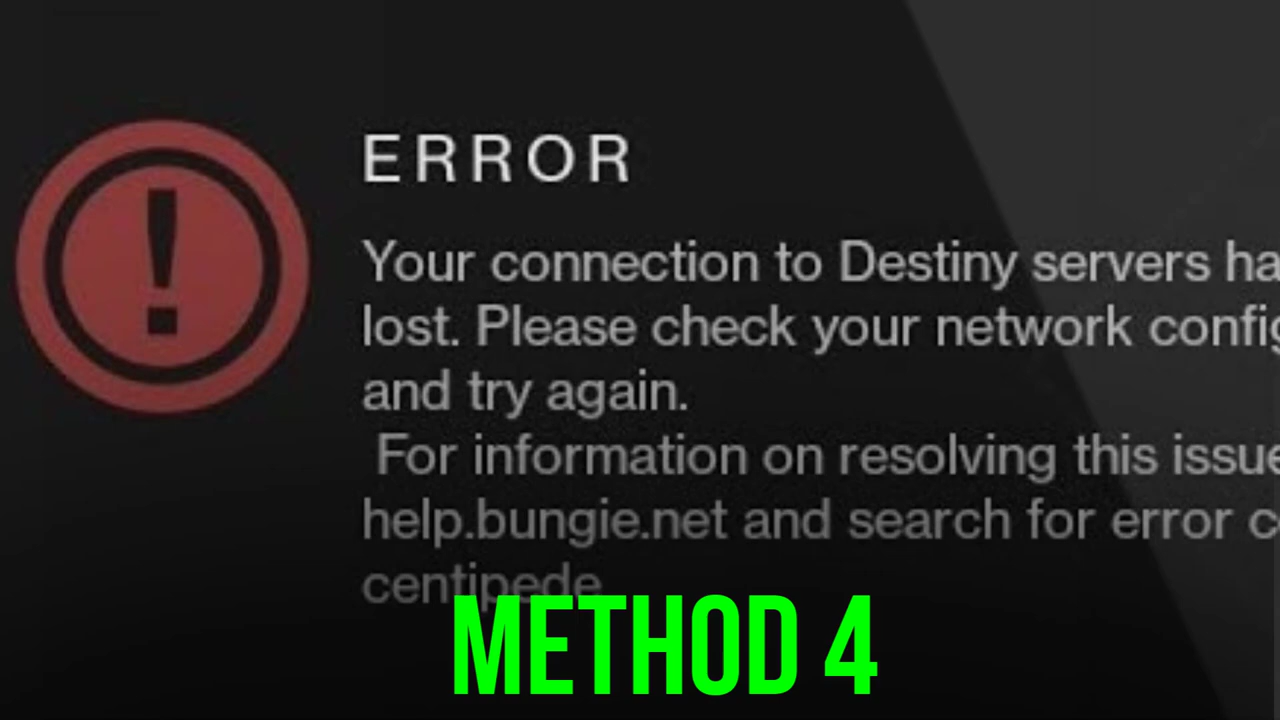 ERROR
Your connection to Destiny servers ha
lost. Please check your network config
and try again.
For information on resolving this issue
help.bungie.net and search for error c
centipede
METHOD 4